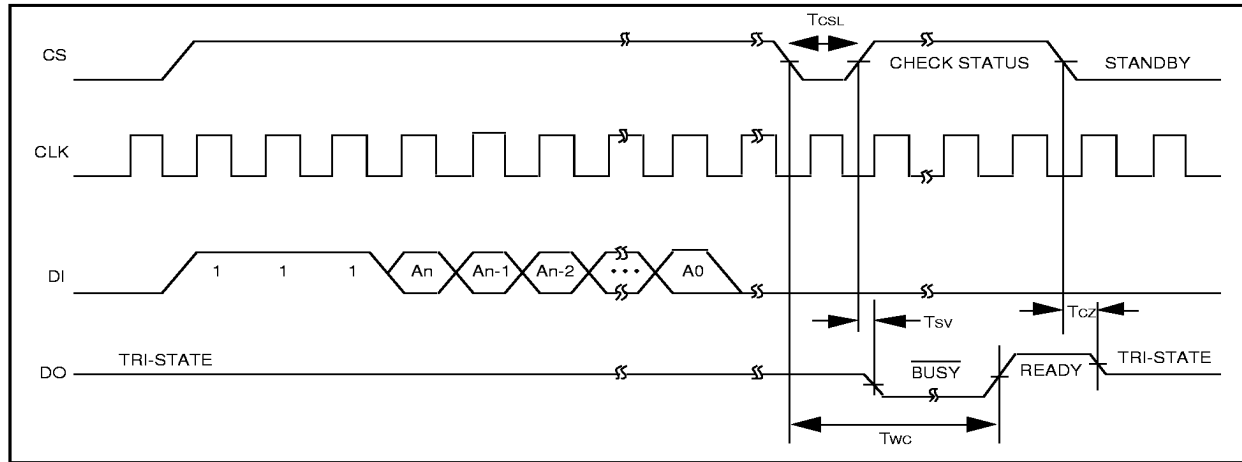 TCSL
CS
CHECK STATUS
STANDBY
CLK
DI
1 1 1 An An-1 An-2 ••• A0
TSV
TCZ
DO
TRI-STATE
BUSY
READY
TRI-STATE
TWC